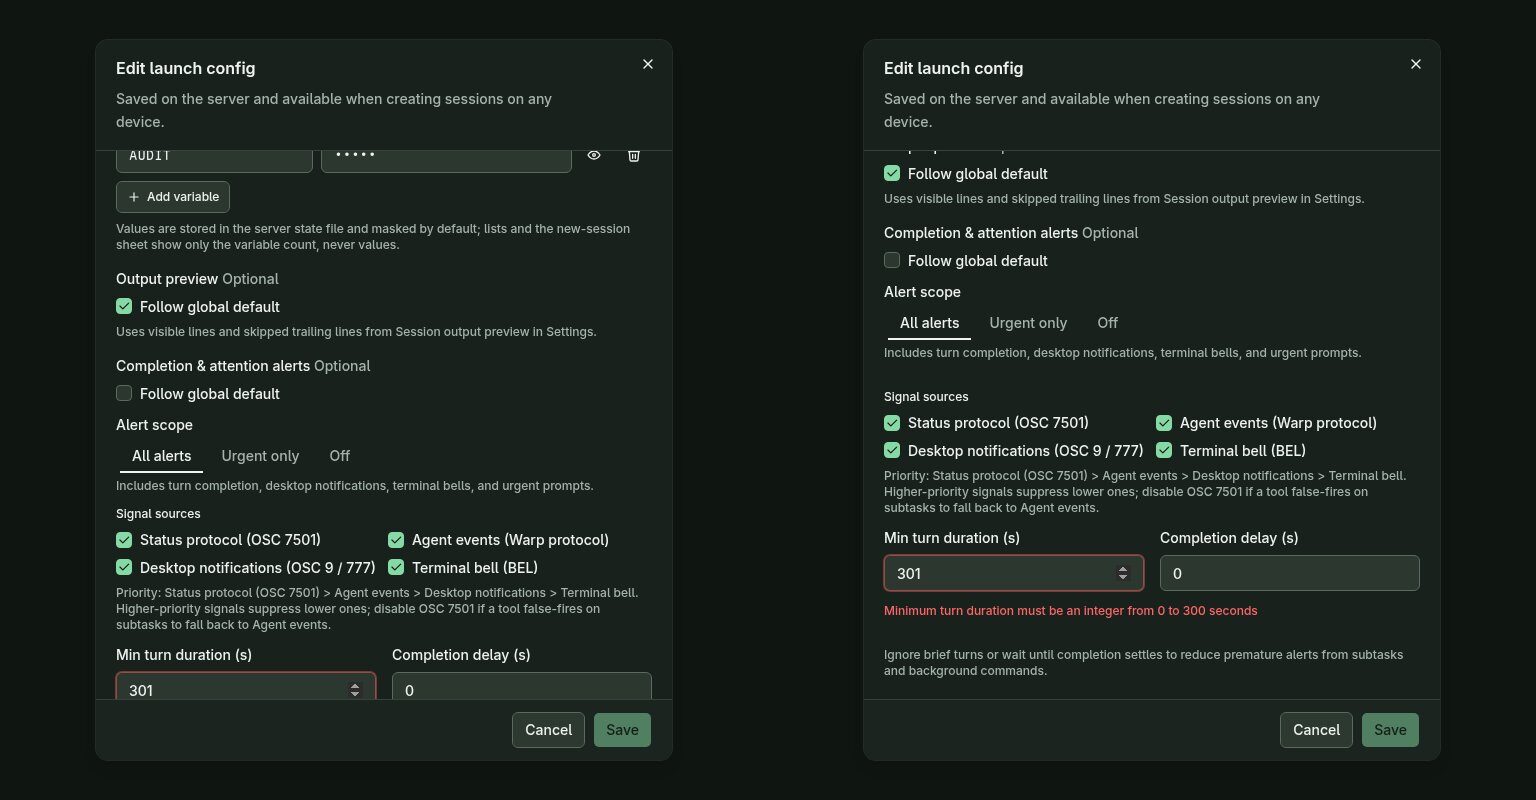 Edit launch config
Saved on the server and available when creating sessions on any
device.
AUDIT
•••••
+ Add variable
Values are stored in the server state file and masked by default; lists and the new-session
sheet show only the variable count, never values.
Output preview Optional
Follow global default
Uses visible lines and skipped trailing lines from Session output preview in Settings.
Completion & attention alerts Optional
Follow global default
Alert scope
All alerts Urgent only Off
Includes turn completion, desktop notifications, terminal bells, and urgent prompts.
Signal sources
Status protocol (OSC 7501) Agent events (Warp protocol)
Desktop notifications (OSC 9 / 777) Terminal bell (BEL)
Priority: Status protocol (OSC 7501) > Agent events > Desktop notifications > Terminal bell.
Higher-priority signals suppress lower ones; disable OSC 7501 if a tool false-fires on
subtasks to fall back to Agent events.
Min turn duration (s) Completion delay (s)
301 0
Cancel Save
Edit launch config
Saved on the server and available when creating sessions on any
device.
Follow global default
Uses visible lines and skipped trailing lines from Session output preview in Settings.
Completion & attention alerts Optional
Follow global default
Alert scope
All alerts Urgent only Off
Includes turn completion, desktop notifications, terminal bells, and urgent prompts.
Signal sources
Status protocol (OSC 7501) Agent events (Warp protocol)
Desktop notifications (OSC 9 / 777) Terminal bell (BEL)
Priority: Status protocol (OSC 7501) > Agent events > Desktop notifications > Terminal bell.
Higher-priority signals suppress lower ones; disable OSC 7501 if a tool false-fires on
subtasks to fall back to Agent events.
Min turn duration (s) Completion delay (s)
301 0
Minimum turn duration must be an integer from 0 to 300 seconds
Ignore brief turns or wait until completion settles to reduce premature alerts from subtasks
and background commands.
Cancel Save